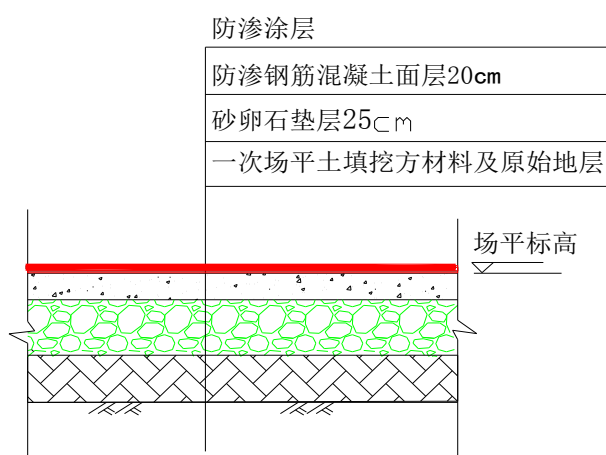 防渗涂层
防渗钢筋混凝土面层20cm
砂卵石垫层25cm
一次场平土填挖方材料及原始地层
场平标高